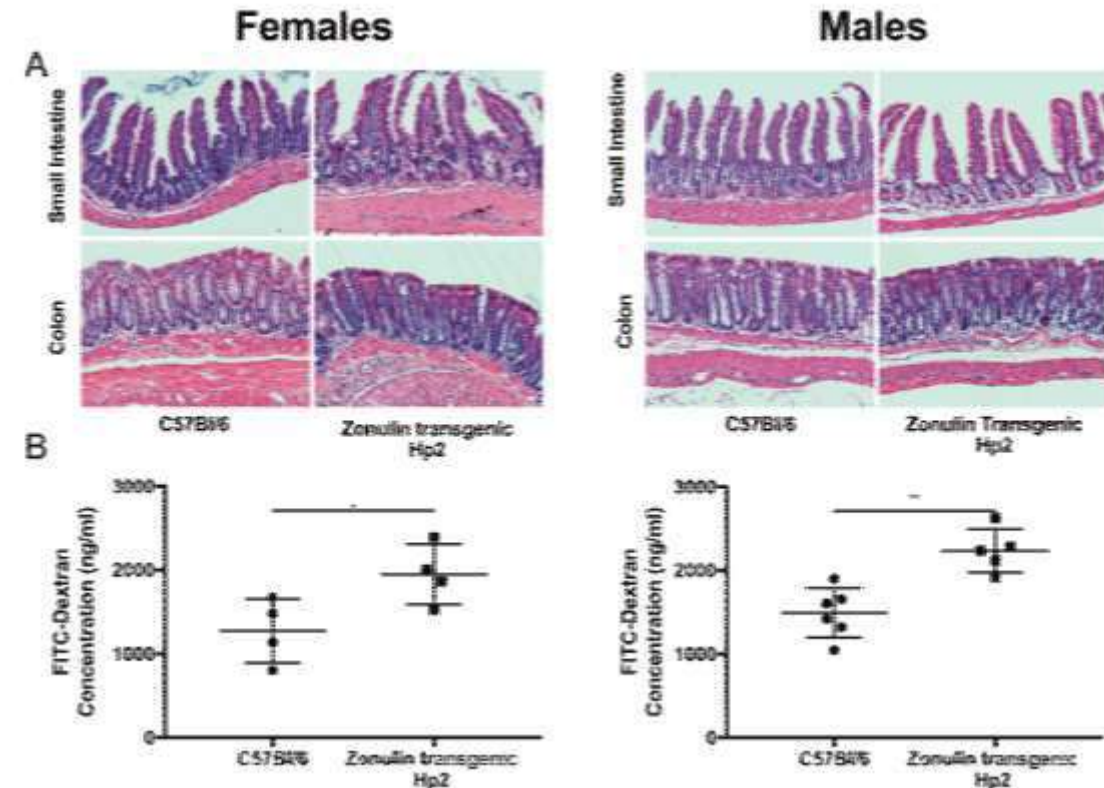 Females
Males
A
Small Intestine
Colon
C57Bl/6
Zonulin transgenic
Hp2
Small Intestine
Colon
C57Bl/6
Zonulin Transgenic
Hp2
B
FITC-Dextran
Concentration (ng/ml)
3000
2000
1000
0
C57Bl/6
Zonulin transgenic
Hp2
FITC-Dextran
Concentration (ng/ml)
3000
2000
1000
0
C57Bl/6
Zonulin transgenic
Hp2